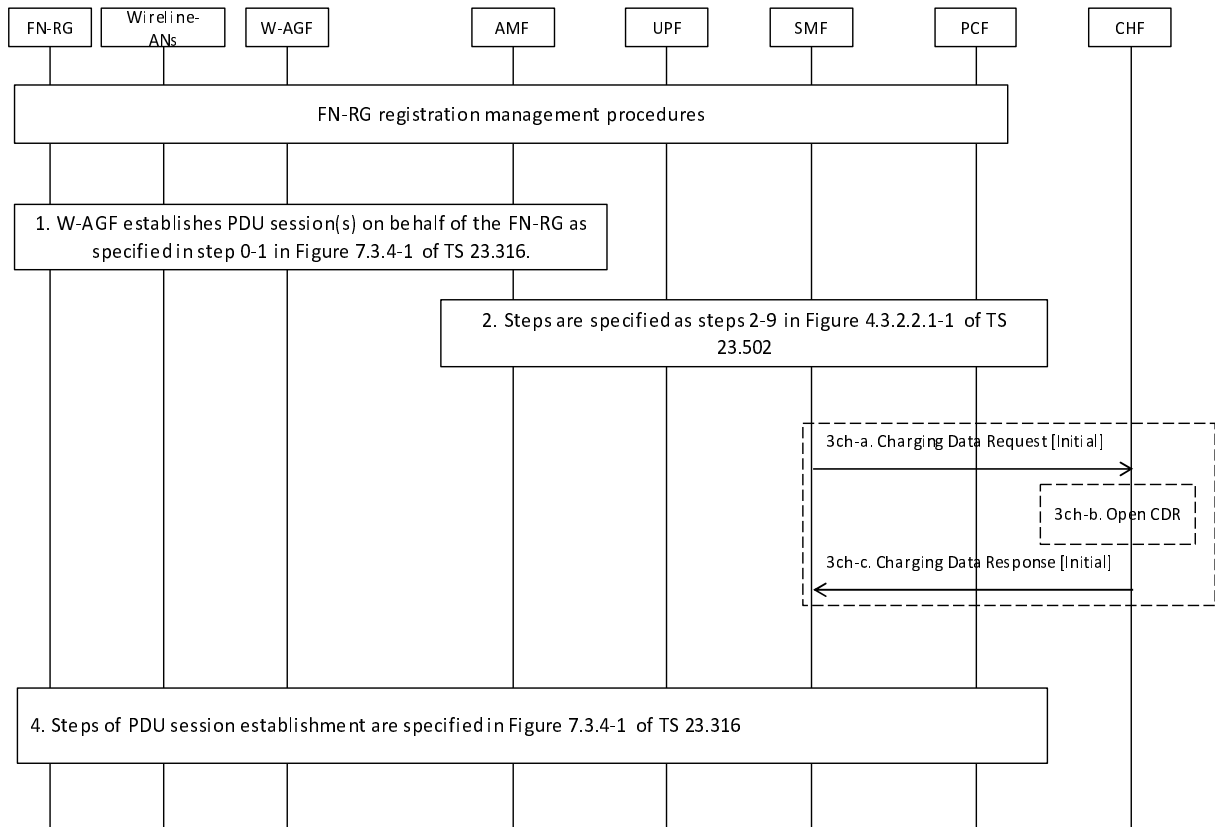 FN-RG
Wireline-
ANs
W-AGF
AMF
UPF
SMF
PCF
CHF
FN-RG registration management procedures
1. W-AGF establishes PDU session(s) on behalf of the FN-RG as
specified in step 0-1 in Figure 7.3.4-1 of TS 23.316.
2. Steps are specified as steps 2-9 in Figure 4.3.2.2.1-1 of TS
23.502
3ch-a. Charging Data Request [Initial]
3ch-b. Open CDR
3ch-c. Charging Data Response [Initial]
4. Steps of PDU session establishment are specified in Figure 7.3.4-1 of TS 23.316